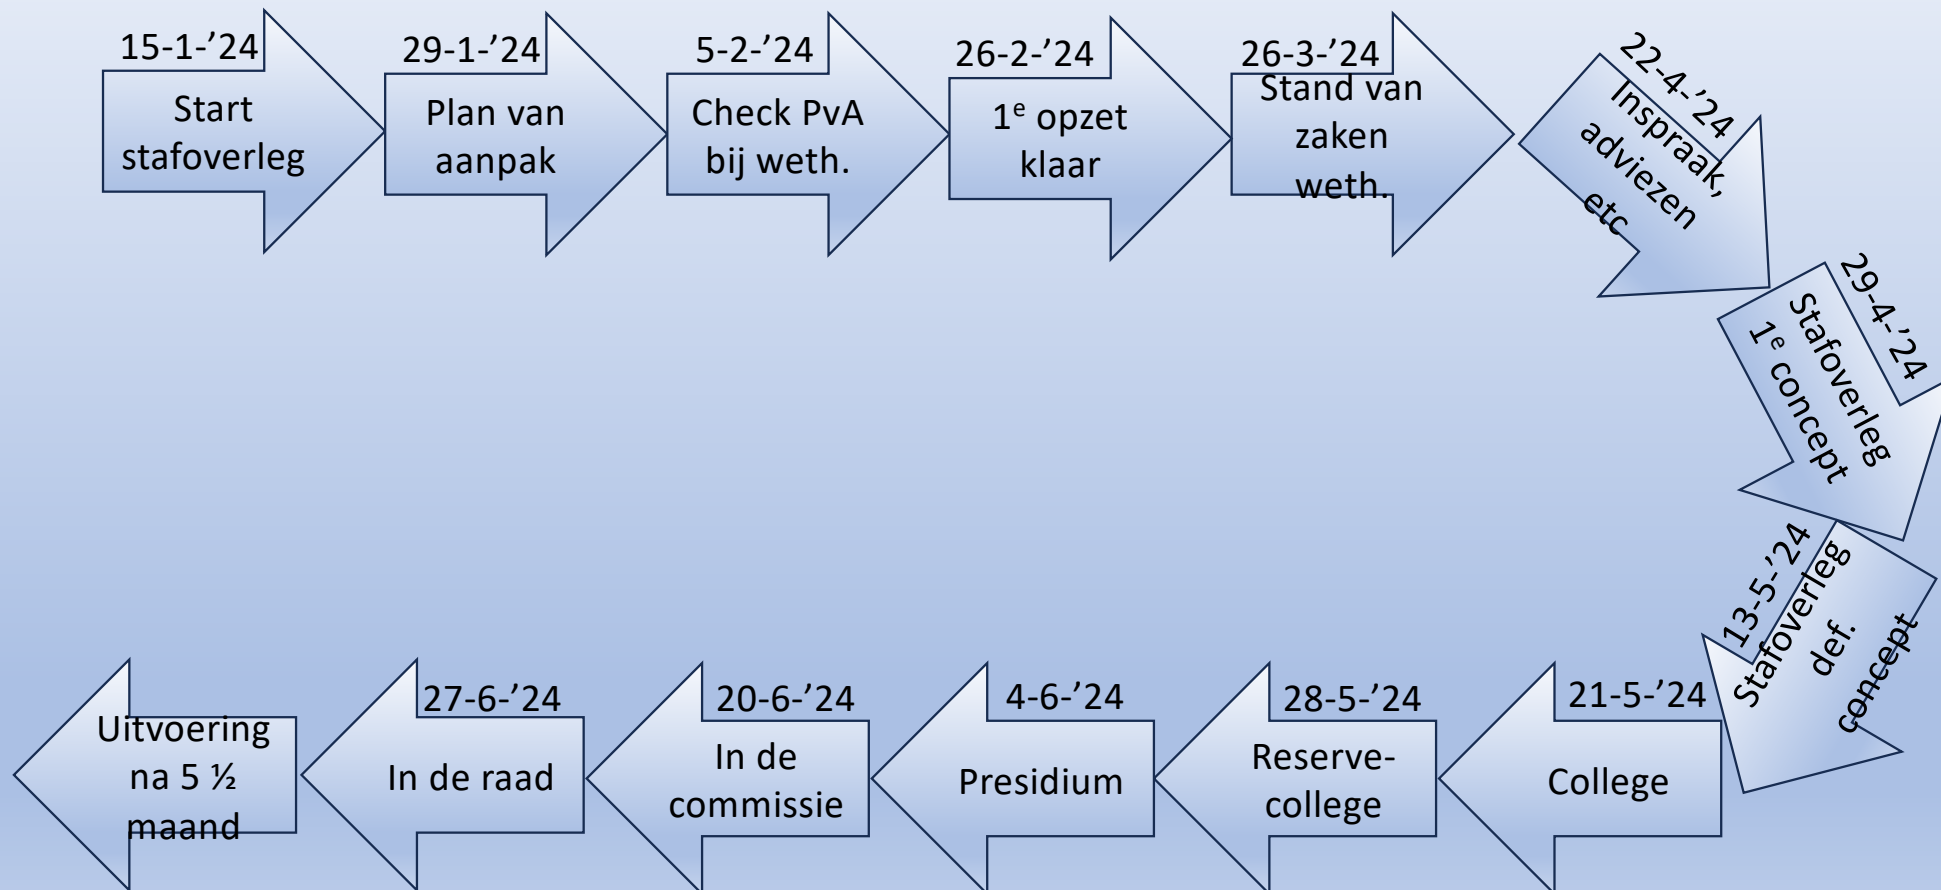 15-1-’24
Start
stafoverleg
29-1-’24
Plan van
aanpak
5-2-’24
Check PvA
bij weth.
26-2-’24
1e opzet
klaar
26-3-’24
Stand van
zaken
weth.
22-4-’24
Inspraak,
adviezen
etc
29-4-’24
Stafoverleg
1e concept
13-5-’24
Stafoverleg
def.
concept
21-5-’24
College
28-5-’24
Reserve-
college
4-6-’24
Presidium
20-6-’24
In de
commissie
27-6-’24
In de raad
Uitvoering
na 5 ½
maand